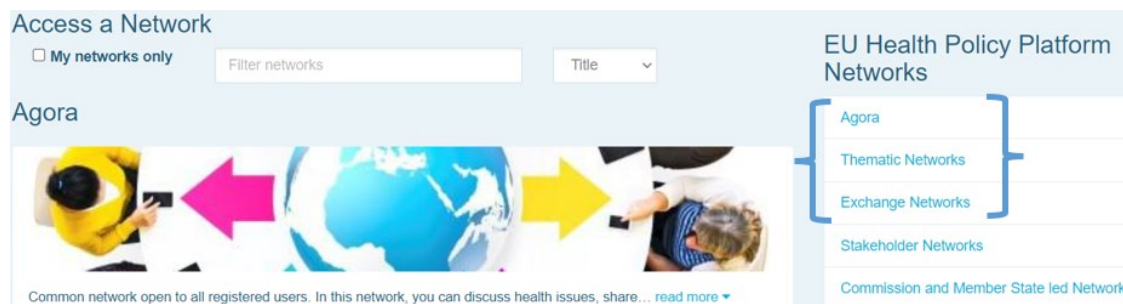 Access a Network
My networks only
Filter networks
Title
Agora
Common network open to all registered users. In this network, you can discuss health issues, share… read more
EU Health Policy Platform
Networks
Agora
Thematic Networks
Exchange Networks
Stakeholder Networks
Commission and Member State led Network